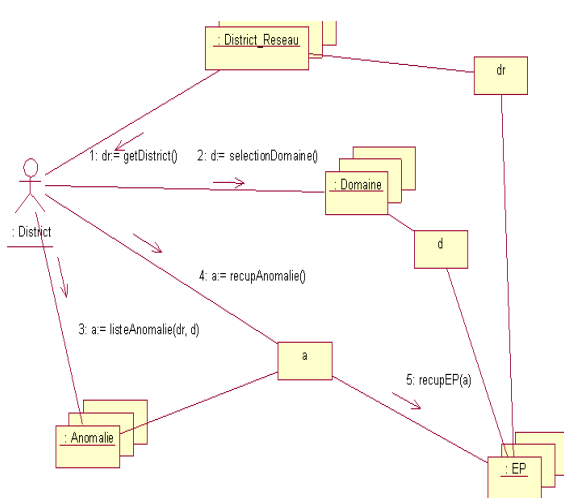 : District_Reseau
dr
1: dr:= getDistrict()
2: d:= selectionDomaine()
: Domaine
: District
d
4: a:= recupAnomalie()
3: a:= listeAnomalie(dr, d)
a
5: recupEP(a)
: Anomalie
: EP